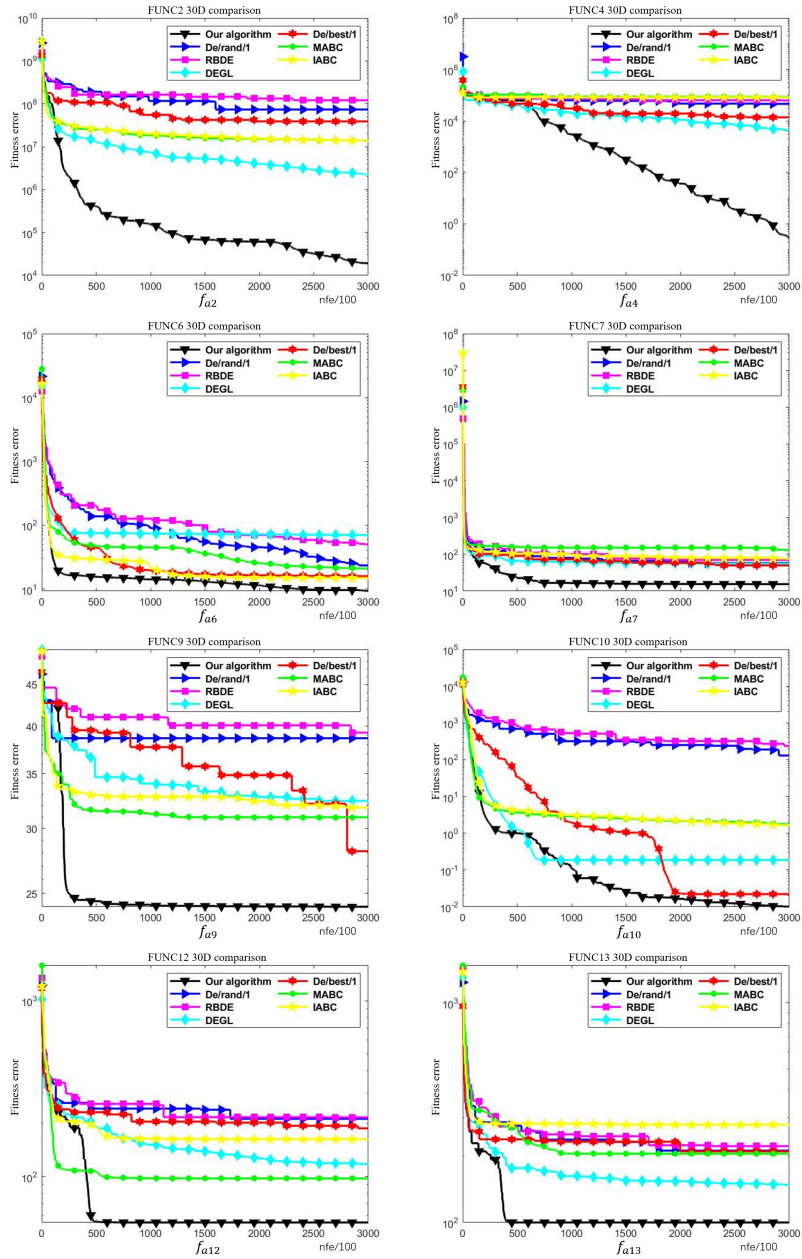 FUNC2 30D comparison
10^10
10^9
10^8
10^7
10^6
10^5
10^4
Fitness error
Our algorithm
De/rand/1
RBDE
DEGL
De/best/1
MABC
IABC
0 500 1000 1500 2000 2500 3000
f_a2 nfe/100
FUNC4 30D comparison
10^8
10^6
10^4
10^2
10^0
10^-2
Fitness error
Our algorithm
De/rand/1
RBDE
DEGL
De/best/1
MABC
IABC
0 500 1000 1500 2000 2500 3000
f_a4 nfe/100
FUNC6 30D comparison
10^5
10^4
10^3
10^2
10^1
Fitness error
Our algorithm
De/rand/1
RBDE
DEGL
De/best/1
MABC
IABC
0 500 1000 1500 2000 2500 3000
f_a6 nfe/100
FUNC7 30D comparison
10^8
10^7
10^6
10^5
10^4
10^3
10^2
10^1
Fitness error
Our algorithm
De/rand/1
RBDE
DEGL
De/best/1
MABC
IABC
0 500 1000 1500 2000 2500 3000
f_a7 nfe/100
FUNC9 30D comparison
45
40
35
30
25
Fitness error
Our algorithm
De/rand/1
RBDE
DEGL
De/best/1
MABC
IABC
0 500 1000 1500 2000 2500 3000
f_a9 nfe/100
FUNC10 30D comparison
10^5
10^4
10^3
10^2
10^1
10^0
10^-1
10^-2
Fitness error
Our algorithm
De/rand/1
RBDE
DEGL
De/best/1
MABC
IABC
0 500 1000 1500 2000 2500 3000
f_a10 nfe/100
FUNC12 30D comparison
10^3
10^2
Fitness error
Our algorithm
De/rand/1
RBDE
DEGL
De/best/1
MABC
IABC
0 500 1000 1500 2000 2500 3000
f_a12 nfe/100
FUNC13 30D comparison
10^3
10^2
Fitness error
Our algorithm
De/rand/1
RBDE
DEGL
De/best/1
MABC
IABC
0 500 1000 1500 2000 2500 3000
f_a13 nfe/100